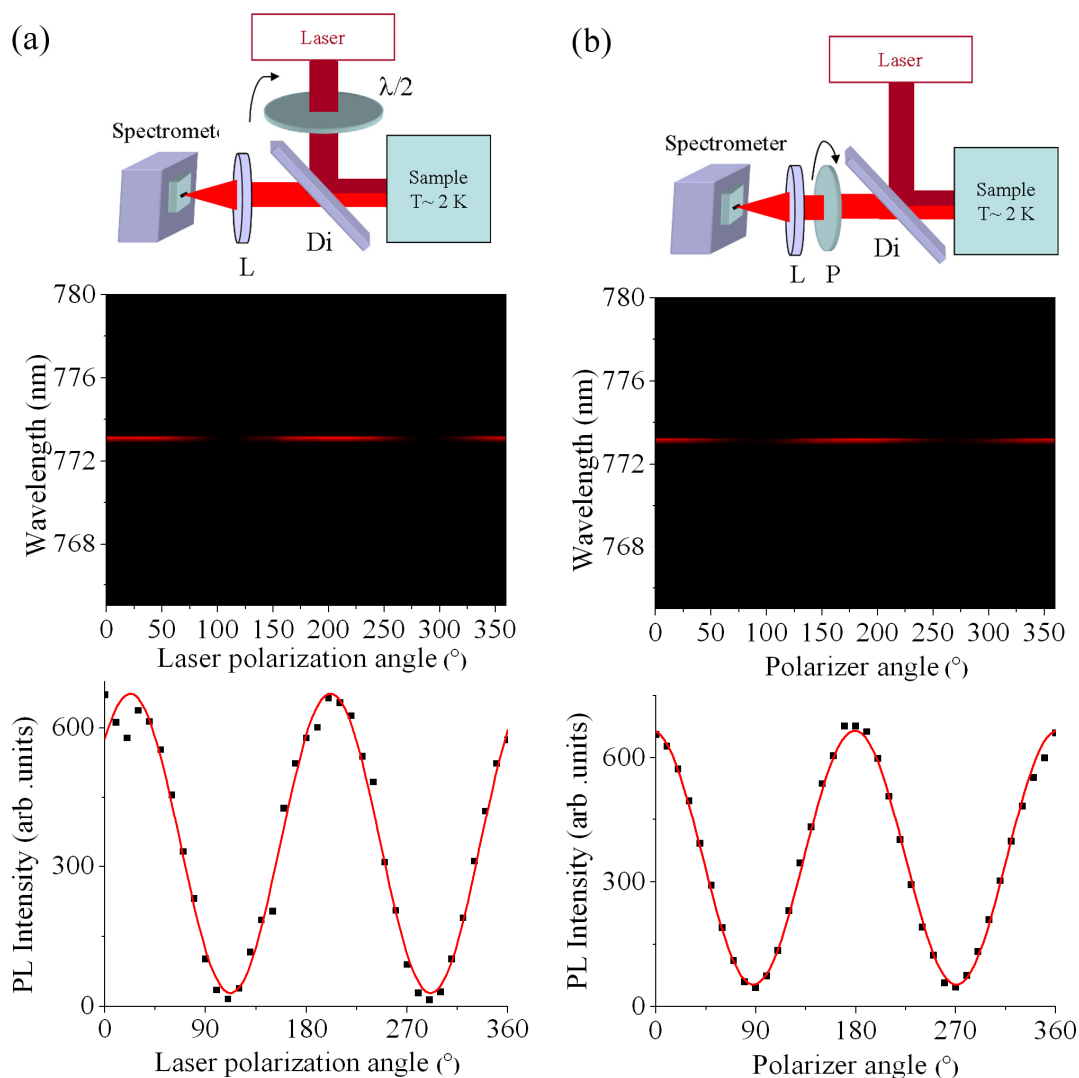 (a)
Laser
λ/2
Spectromete
Sample
T~ 2 K
Di
L
780
776
772
768
Wavelength (nm)
0 50 100 150 200 250 300 350
Laser polarization angle (°)
600
300
0
PL Intensity (arb .units)
0 90 180 270 360
Laser polarization angle (°)
(b)
Laser
Spectrometer
Sample
T~ 2 K
Di
L P
780
776
772
768
Wavelength (nm)
0 50 100 150 200 250 300 350
Polarizer angle (°)
600
300
0
PL Intensity (arb .units)
0 90 180 270 360
Polarizer angle (°)